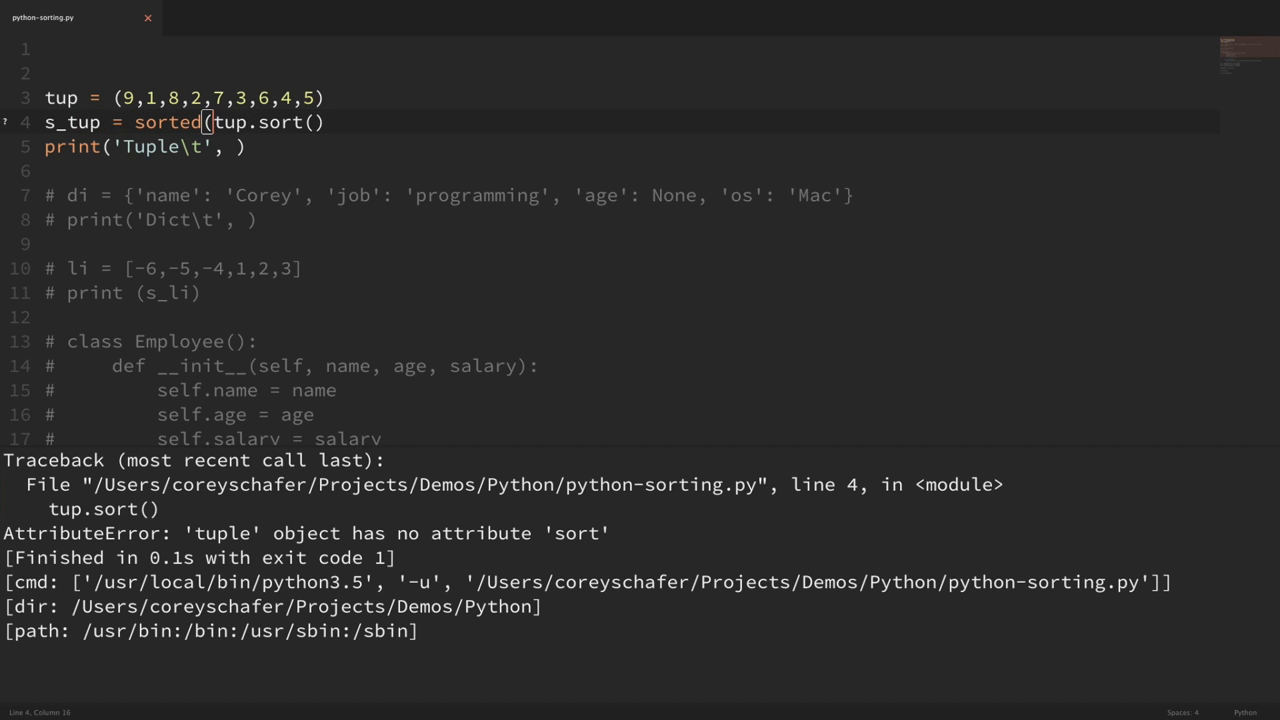 python-sorting.py ×
1
2
3 tup = (9,1,8,2,7,3,6,4,5)
? 4 s_tup = sorted(tup.sort()
5 print('Tuple\t', )
6
7 # di = {'name': 'Corey', 'job': 'programming', 'age': None, 'os': 'Mac'}
8 # print('Dict\t', )
9
10 # li = [-6,-5,-4,1,2,3]
11 # print (s_li)
12
13 # class Employee():
14 #     def __init__(self, name, age, salary):
15 #         self.name = name
16 #         self.age = age
17 #         self.salary = salary
Traceback (most recent call last):
  File "/Users/coreyschafer/Projects/Demos/Python/python-sorting.py", line 4, in <module>
    tup.sort()
AttributeError: 'tuple' object has no attribute 'sort'
[Finished in 0.1s with exit code 1]
[cmd: ['/usr/local/bin/python3.5', '-u', '/Users/coreyschafer/Projects/Demos/Python/python-sorting.py']]
[dir: /Users/coreyschafer/Projects/Demos/Python]
[path: /usr/bin:/bin:/usr/sbin:/sbin]
Line 4, Column 16 Spaces: 4 Python